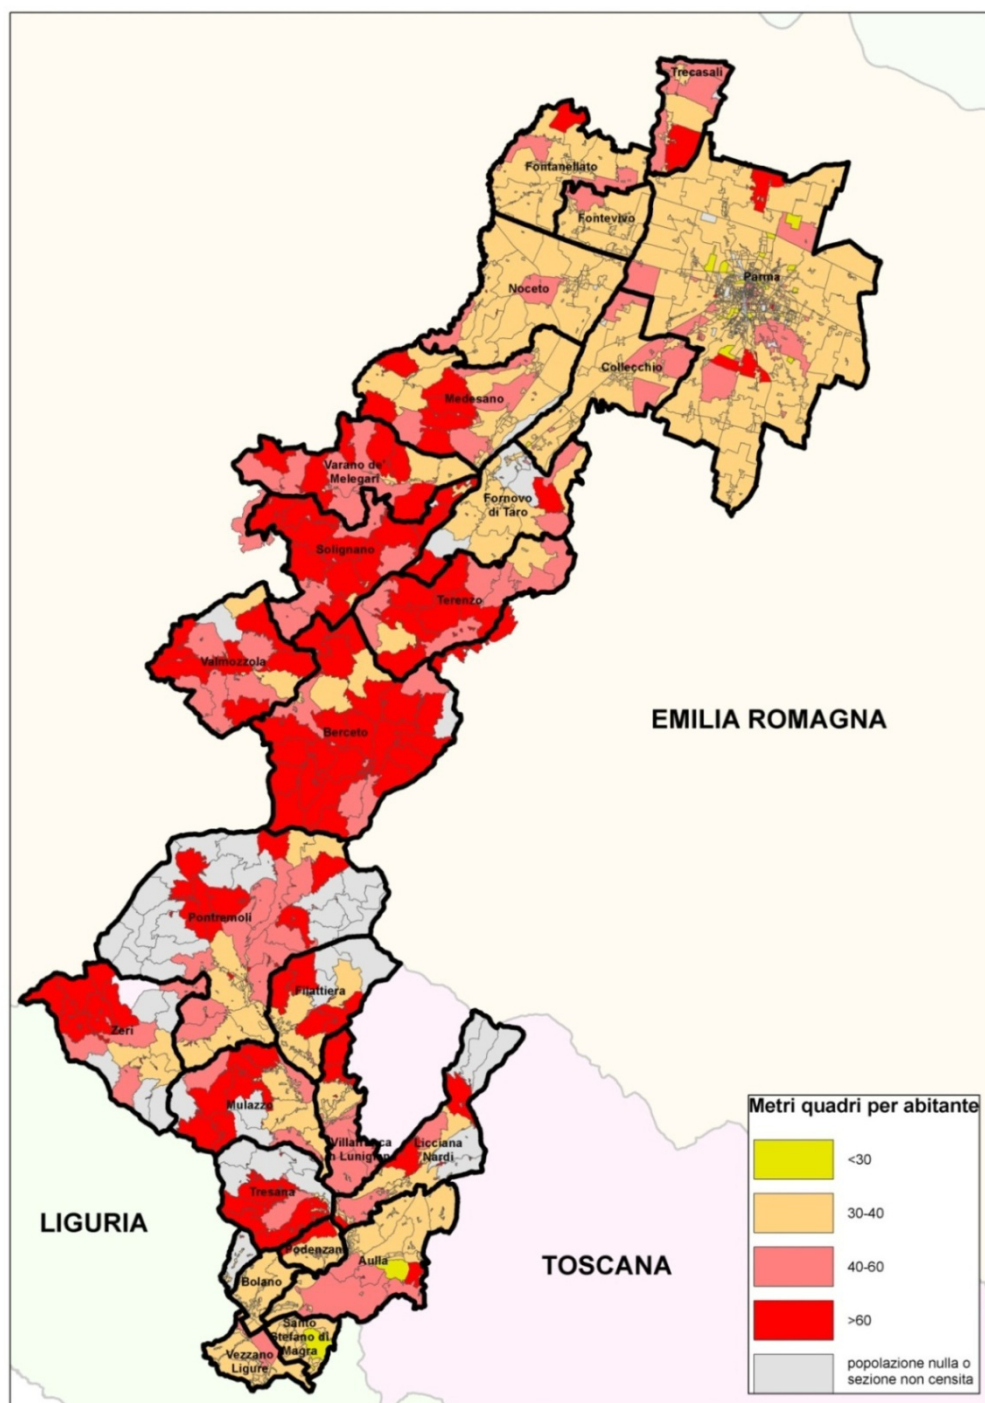 Trecasali
Fontanellato
Fontevivo
Parma
Noceto
Collecchio
Medesano
Varano de'
Melegari
Fornovo
di Taro
Solignano
Terenzo
Valmozzola
EMILIA ROMAGNA
Berceto
Pontremoli
Filattiera
Zeri
Mulazzo
Villafranca
in Lunigiana
Licciana
Nardi
Tresana
LIGURIA
Podenzana
Aulla
TOSCANA
Bolano
Santo
Stefano di
Magra
Vezzano
Ligure
Metri quadri per abitante
<30
30-40
40-60
>60
popolazione nulla o
sezione non censita